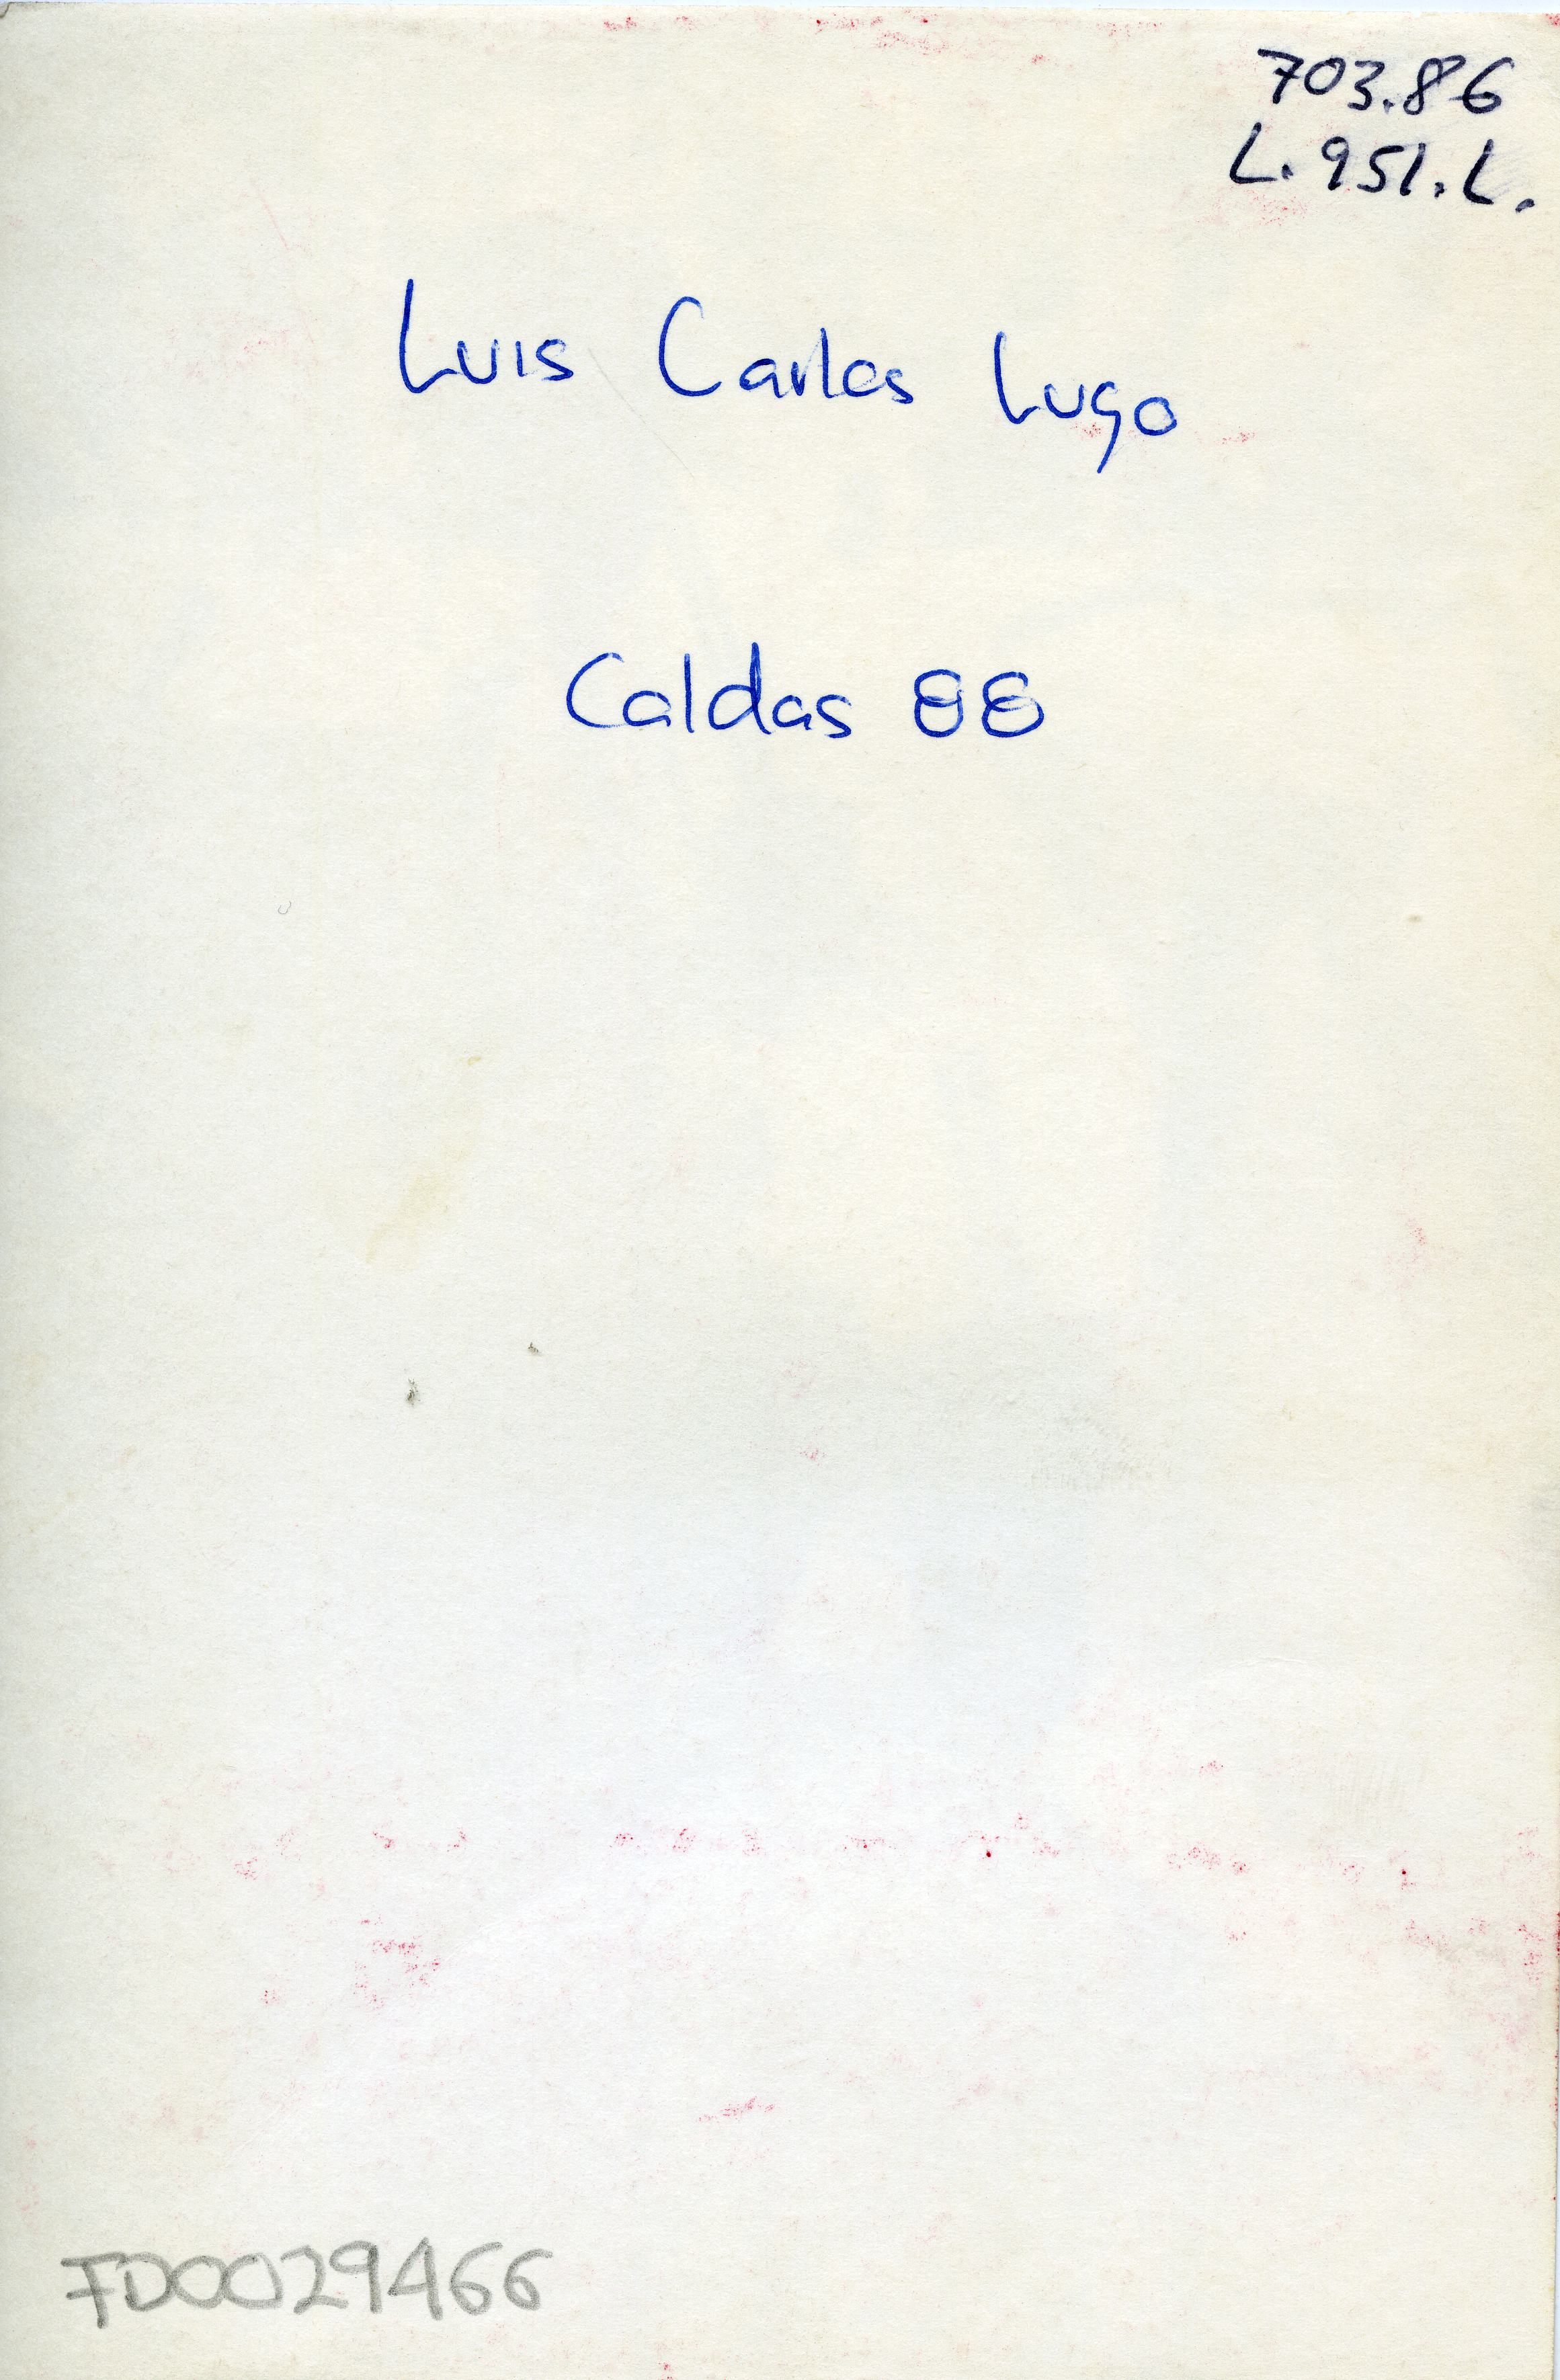 703.86
L. 951. L.
Luis Carlos Lugo
Caldas 88
FD0029466